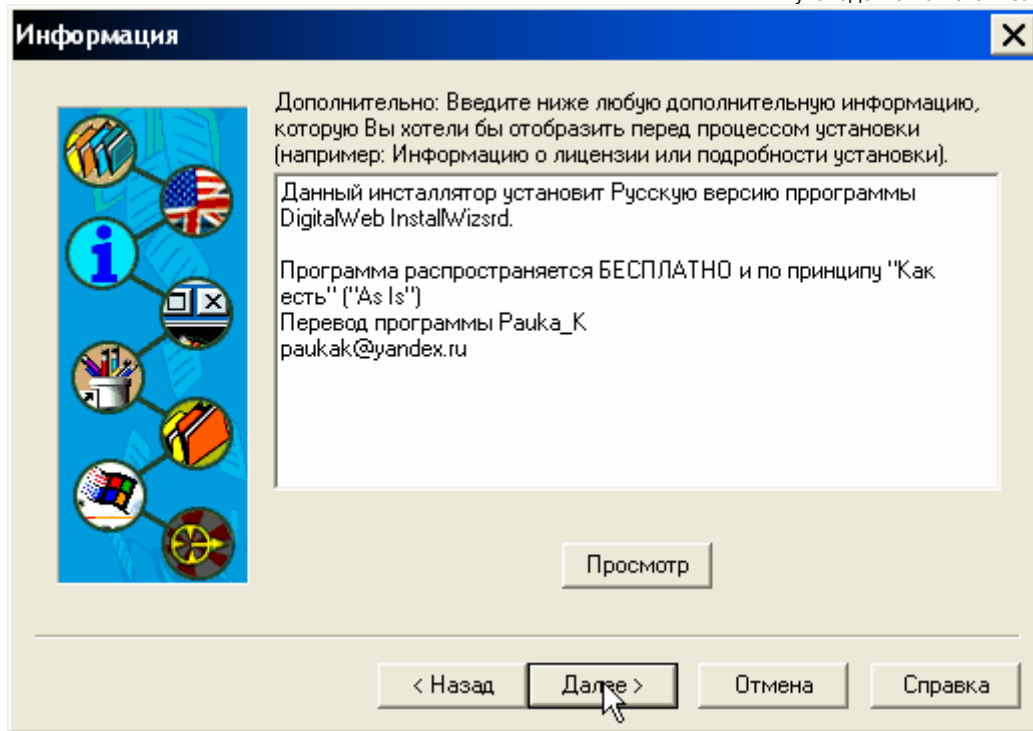 Информация
Дополнительно: Введите ниже любую дополнительную информацию,
которую Вы хотели бы отобразить перед процессом установки
(например: Информацию о лицензии или подробности установки).
Данный инсталлятор установит Русскую версию пррограммы
DigitalWeb InstallWizsrd.
Программа распространяется БЕСПЛАТНО и по принципу "Как
есть" ("As Is")
Перевод программы Pauka_K
paukak@yandex.ru
Просмотр
< Назад
Далее >
Отмена
Справка